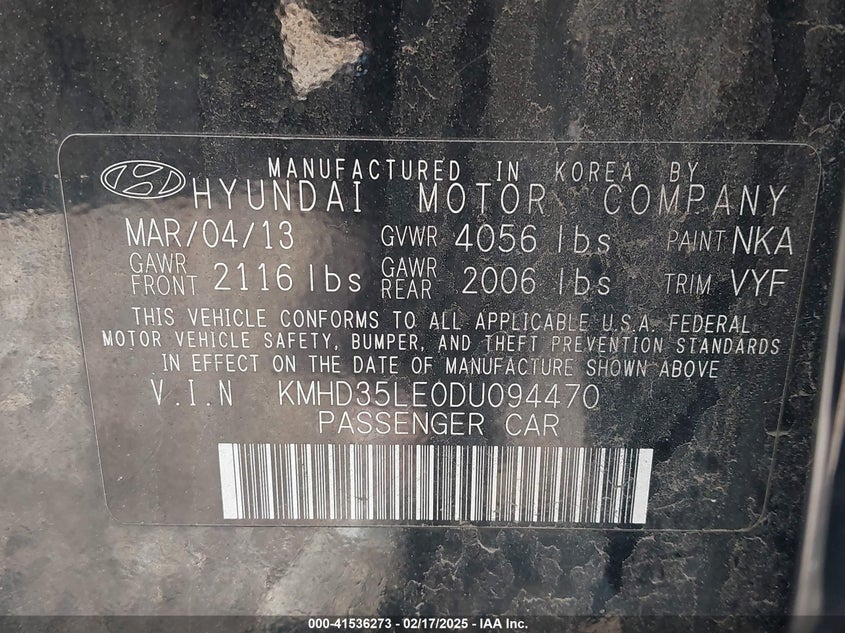 MANUFACTURED IN KOREA BY
HYUNDAI MOTOR COMPANY
MAR/04/13 GVWR 4056 lbs PAINT NKA
GAWR FRONT 2116 lbs GAWR REAR 2006 lbs TRIM VYF
THIS VEHICLE CONFORMS TO ALL APPLICABLE U.S.A. FEDERAL
MOTOR VEHICLE SAFETY, BUMPER, AND THEFT PREVENTION STANDARDS
IN EFFECT ON THE DATE OF MANUFACTURE SHOWN ABOVE
V.I.N KMHD35LE0DU094470
PASSENGER CAR
000-41536273 - 02/17/2025 - IAA Inc.